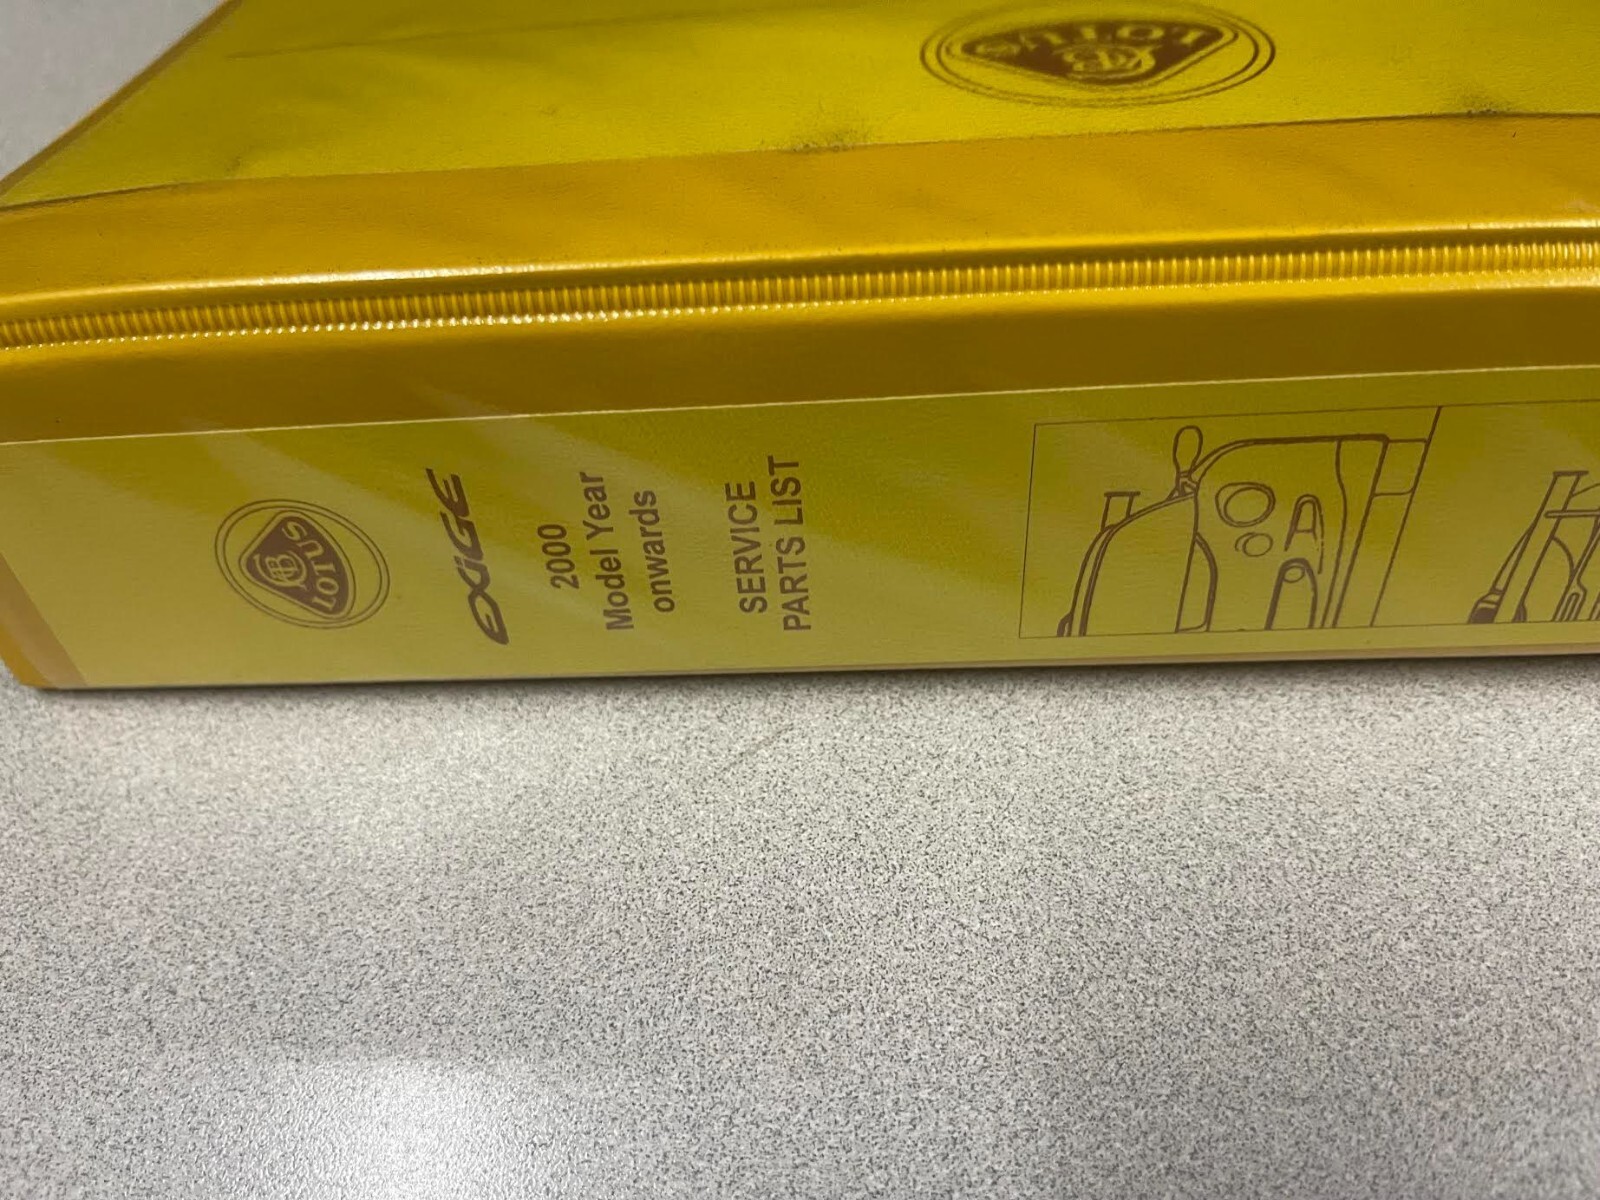 LOTUS
LOTUS
EXIGE
2000
Model Year
onwards
SERVICE
PARTS LIST